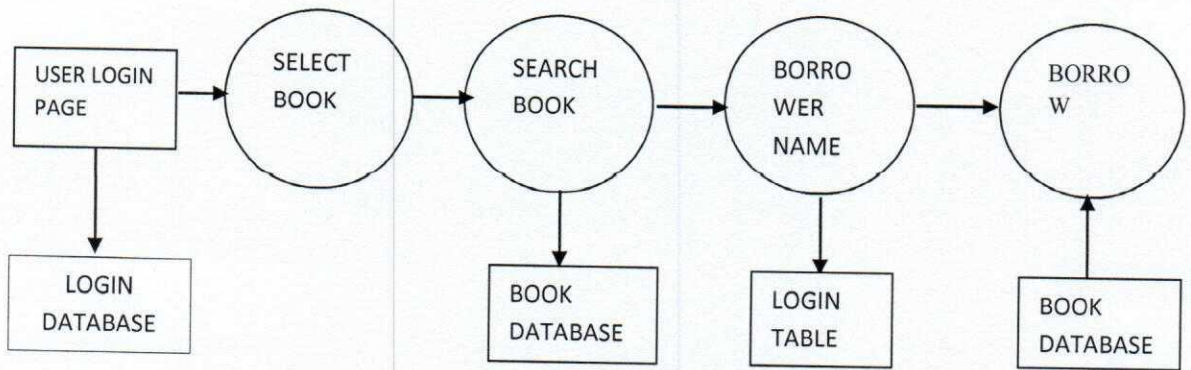 USER LOGIN
PAGE
SELECT
BOOK
SEARCH
BOOK
BORRO
WER
NAME
BORRO
W
LOGIN
DATABASE
BOOK
DATABASE
LOGIN
TABLE
BOOK
DATABASE